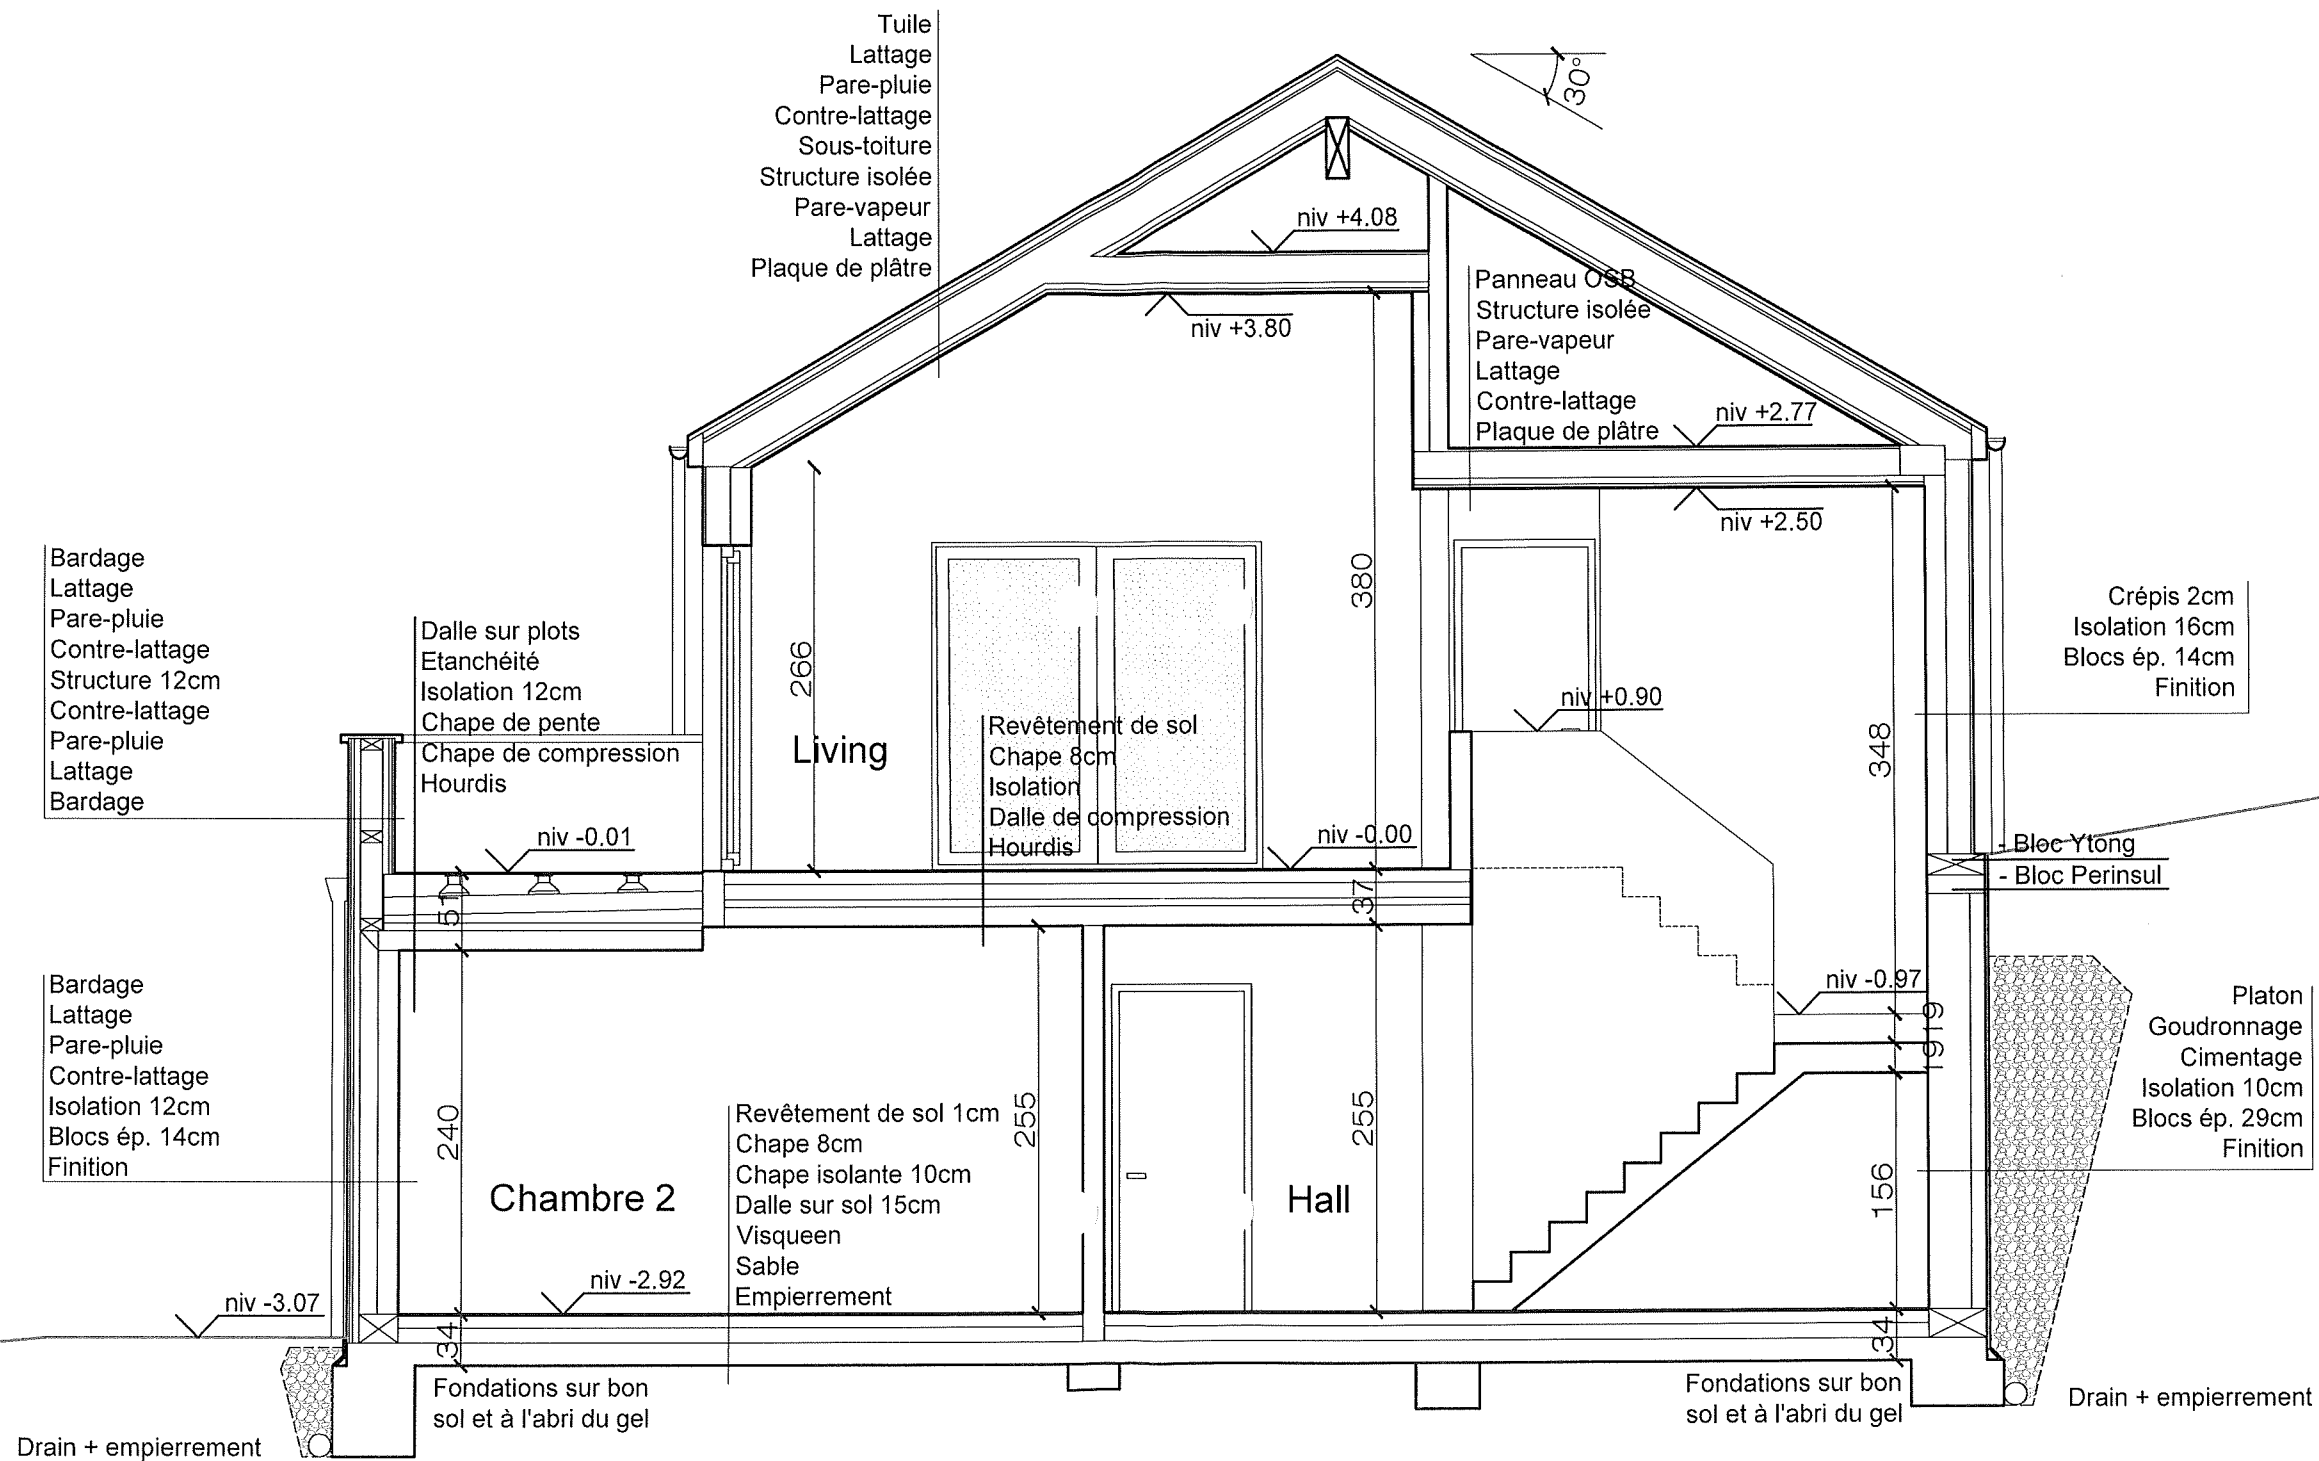 Tuile
Lattage
Pare-pluie
Contre-lattage
Sous-toiture
Structure isolée
Pare-vapeur
Lattage
Plaque de plâtre
30°
niv +4.08
niv +3.80
Panneau OSB
Structure isolée
Pare-vapeur
Lattage
Contre-lattage
Plaque de plâtre
niv +2.77
niv +2.50
Bardage
Lattage
Pare-pluie
Contre-lattage
Structure 12cm
Contre-lattage
Pare-pluie
Lattage
Bardage
Dalle sur plots
Etanchéité
Isolation 12cm
Chape de pente
Chape de compression
Hourdis
266
Living
380
Revêtement de sol
Chape 8cm
Isolation
Dalle de compression
Hourdis
niv +0.90
348
Crépis 2cm
Isolation 16cm
Blocs ép. 14cm
Finition
niv -0.01
niv -0.00
- Bloc Ytong
- Bloc Perinsul
51
37
niv -0.97
19
19
Bardage
Lattage
Pare-pluie
Contre-lattage
Isolation 12cm
Blocs ép. 14cm
Finition
240
Chambre 2
Revêtement de sol 1cm
Chape 8cm
Chape isolante 10cm
Dalle sur sol 15cm
Visqueen
Sable
Empierrement
255
255
Hall
156
Platon
Goudronnage
Cimentage
Isolation 10cm
Blocs ép. 29cm
Finition
niv -3.07
niv -2.92
34
34
Fondations sur bon
sol et à l'abri du gel
Fondations sur bon
sol et à l'abri du gel
Drain + empierrement
Drain + empierrement